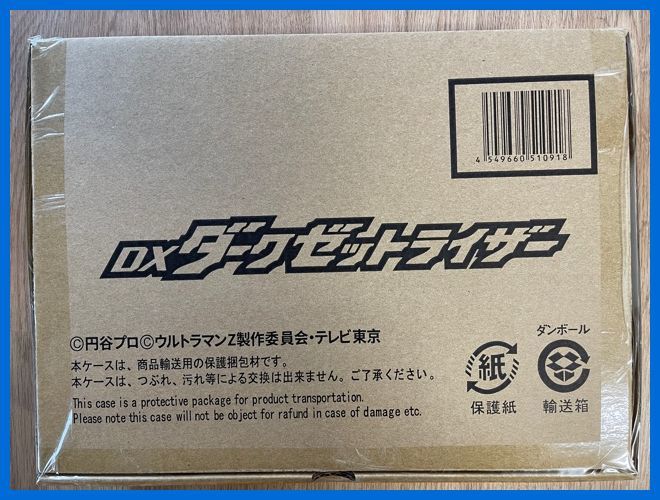 4 549660 510918
DXダークゼットライザー
Ⓒ円谷プロⒸウルトラマンZ製作委員会・テレビ東京
本ケースは、商品輸送用の保護梱包材です。
本ケースは、つぶれ、汚れ等による交換は出来ません。ご了承ください。
This case is a protective package for product transportation.
Please note this case will not be object for rafund in case of damage etc.
紙
保護紙
ダンボール
輸送箱